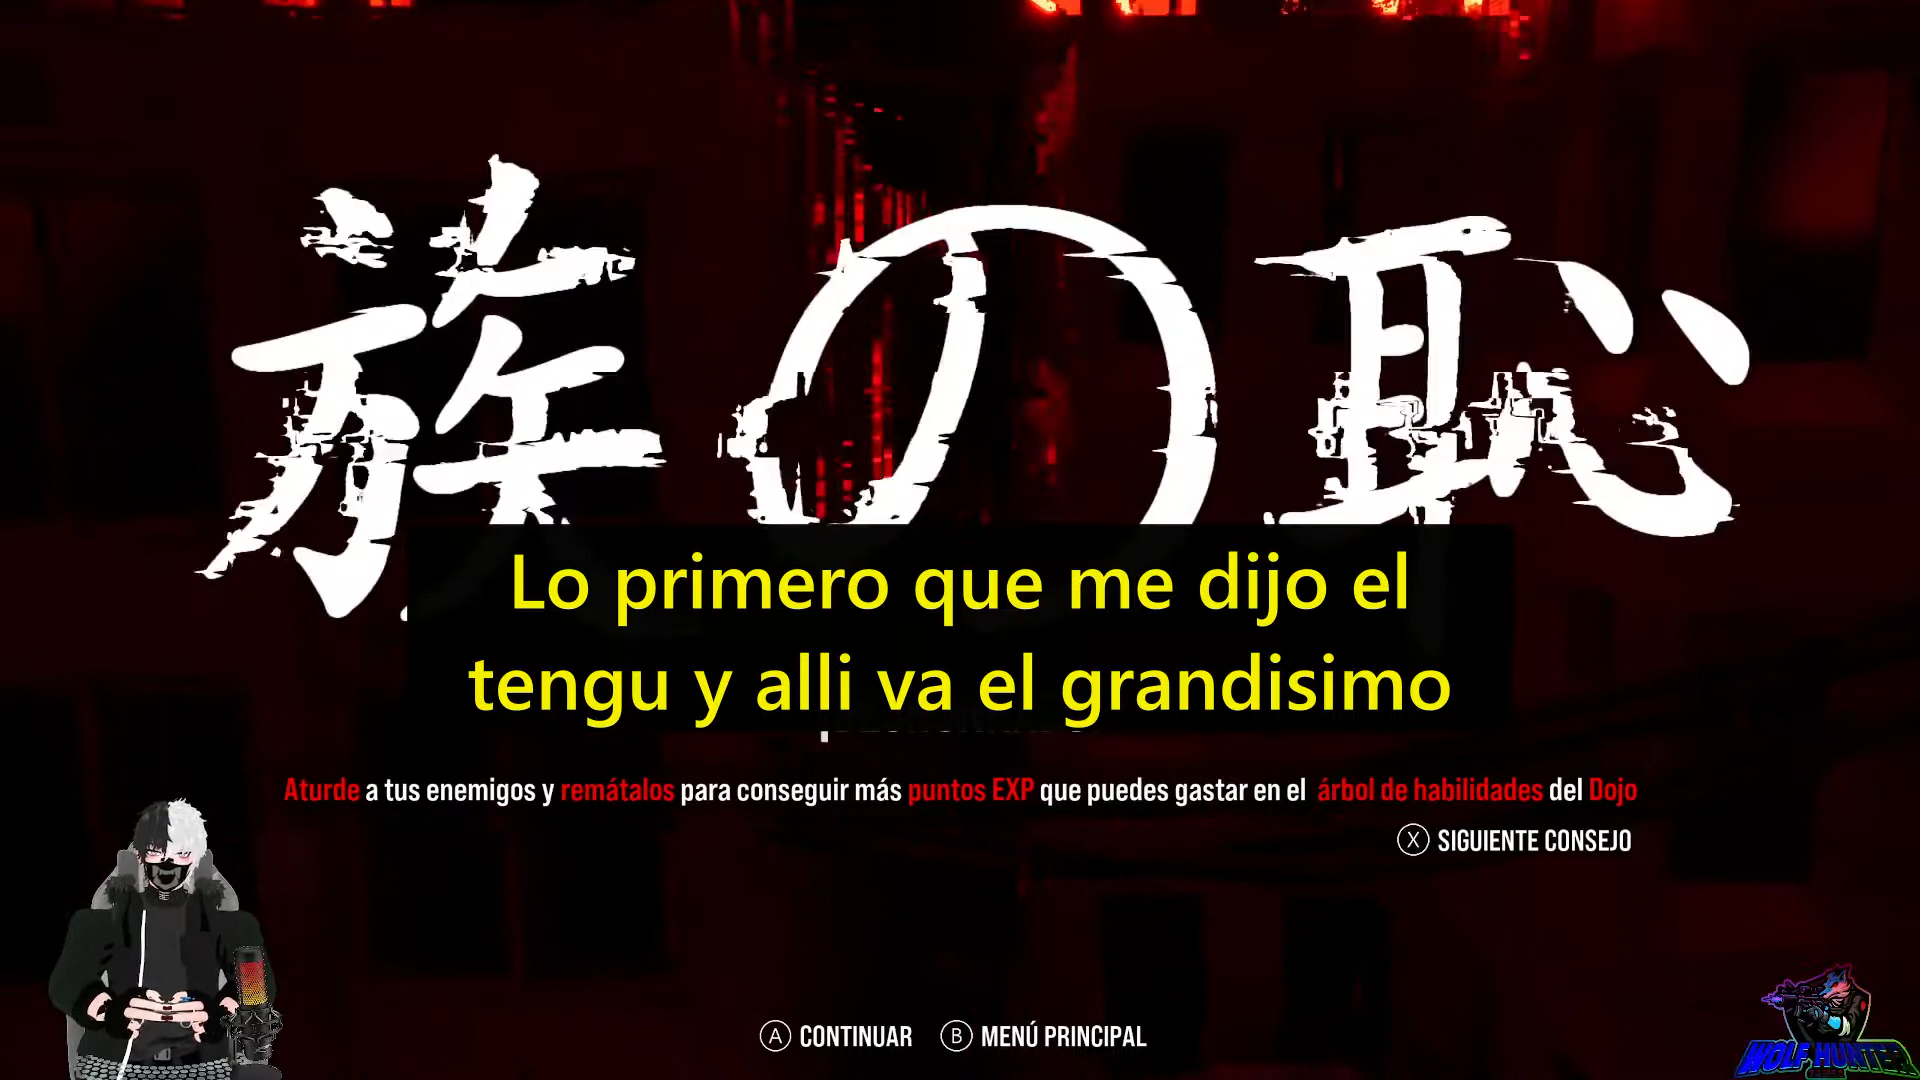 族の恥
Lo primero que me dijo el
tengu y alli va el grandisimo
Aturde a tus enemigos y remátalos para conseguir más puntos EXP que puedes gastar en el árbol de habilidades del Dojo
X SIGUIENTE CONSEJO
A CONTINUAR B MENÚ PRINCIPAL
WOLF HUNTER